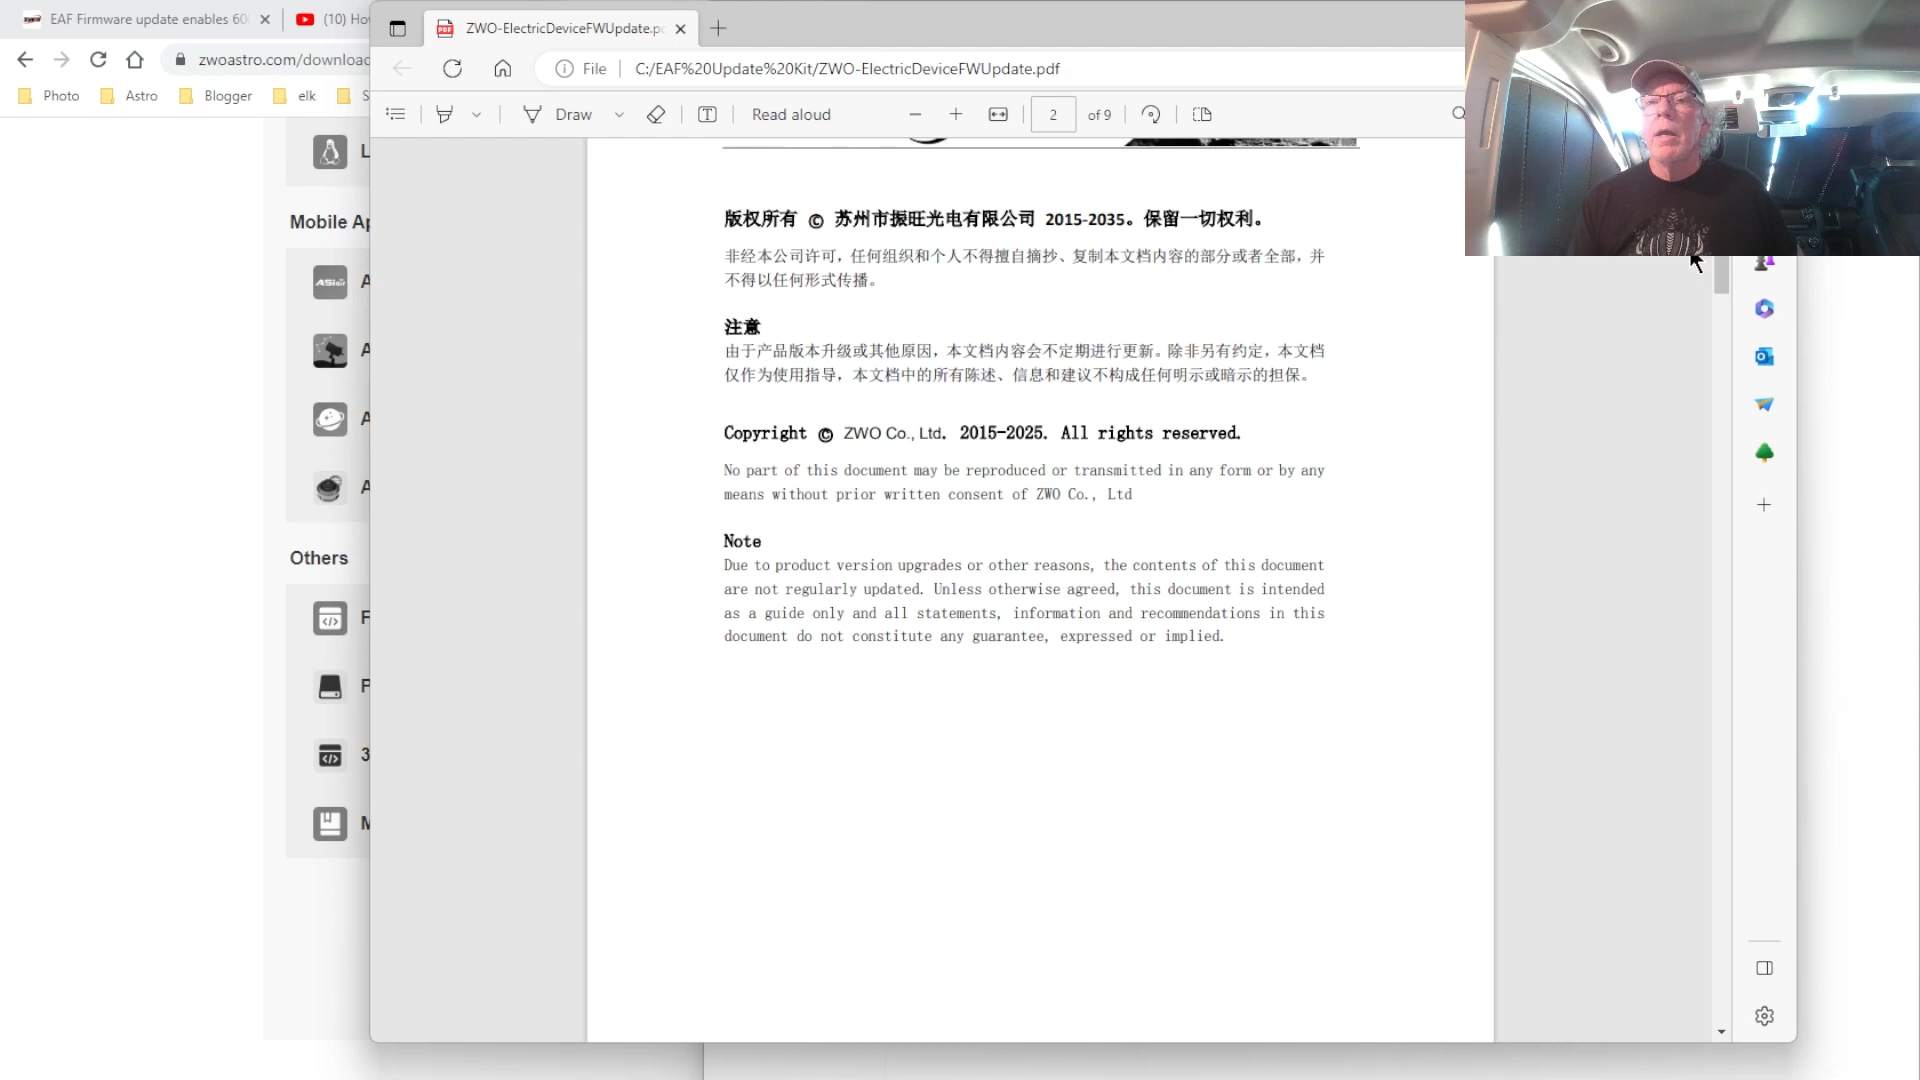 EAF Firmware update enables 60
(10) Ho
ZWO-ElectricDeviceFWUpdate.p
zwoastro.com/download
File
C:/EAF%20Update%20Kit/ZWO-ElectricDeviceFWUpdate.pdf
Photo
Astro
Blogger
elk
S
Draw
Read aloud
2
of 9
L
Mobile Ap
ASIair
A
A
A
A
Others
F
F
3
M
版权所有 © 苏州市振旺光电有限公司 2015-2035。保留一切权利。
非经本公司许可，任何组织和个人不得擅自摘抄、复制本文档内容的部分或者全部，并
不得以任何形式传播。
注意
由于产品版本升级或其他原因，本文档内容会不定期进行更新。除非另有约定，本文档
仅作为使用指导，本文档中的所有陈述、信息和建议不构成任何明示或暗示的担保。
Copyright © ZWO Co., Ltd. 2015-2025. All rights reserved.
No part of this document may be reproduced or transmitted in any form or by any
means without prior written consent of ZWO Co., Ltd
Note
Due to product version upgrades or other reasons, the contents of this document
are not regularly updated. Unless otherwise agreed, this document is intended
as a guide only and all statements, information and recommendations in this
document do not constitute any guarantee, expressed or implied.